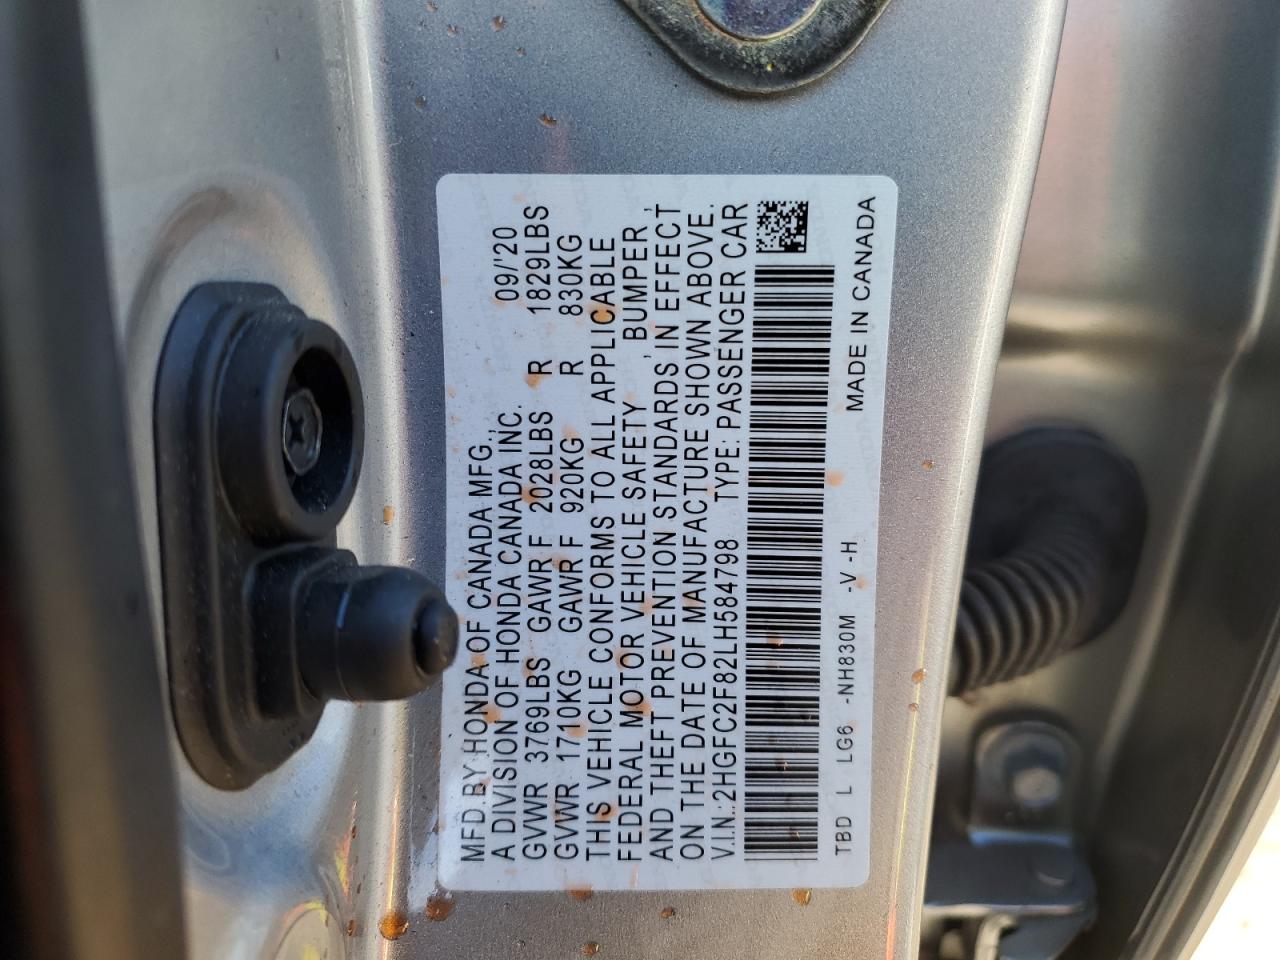 MFD.BY HONDA OF CANADA MFG.,
A DIVISION OF HONDA CANADA INC. 09/'20
GVWR 3769LBS GAWR F 2028LBS R 1829LBS
GVWR 1710KG GAWR F 920KG R 830KG
THIS VEHICLE CONFORMS TO ALL APPLICABLE
FEDERAL MOTOR VEHICLE SAFETY , BUMPER ,
AND THEFT PREVENTION STANDARDS IN EFFECT
ON THE DATE OF MANUFACTURE SHOWN ABOVE.
V.I.N.:2HGFC2F82LH584798 TYPE: PASSENGER CAR
TBD L LG6 -NH830M -V -H MADE IN CANADA